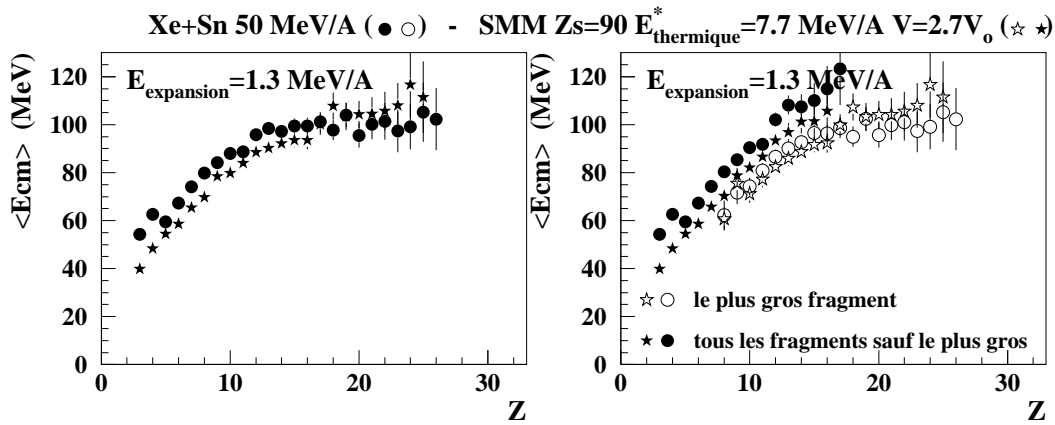 Xe+Sn 50 MeV/A (● ○) - SMM Zs=90 E*thermique=7.7 MeV/A V=2.7Vo (☆ ★)
<Ecm> (MeV)
120
100
80
60
40
20
0
Eexpansion=1.3 MeV/A
0
10
20
30
Z
<Ecm> (MeV)
120
100
80
60
40
20
0
Eexpansion=1.3 MeV/A
☆ ○ le plus gros fragment
★ ● tous les fragments sauf le plus gros
0
10
20
30
Z